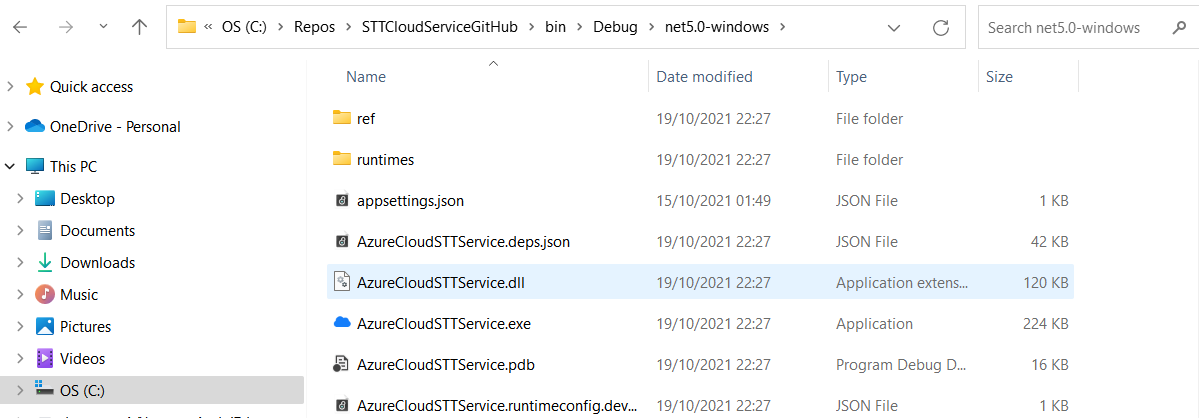 « OS (C:) > Repos > STTCloudServiceGitHub > bin > Debug > net5.0-windows >
Search net5.0-windows
Quick access
OneDrive - Personal
This PC
Desktop
Documents
Downloads
Music
Pictures
Videos
OS (C:)
Name Date modified Type Size
ref 19/10/2021 22:27 File folder
runtimes 19/10/2021 22:27 File folder
appsettings.json 15/10/2021 01:49 JSON File 1 KB
AzureCloudSTTService.deps.json 19/10/2021 22:27 JSON File 42 KB
AzureCloudSTTService.dll 19/10/2021 22:27 Application extens... 120 KB
AzureCloudSTTService.exe 19/10/2021 22:27 Application 224 KB
AzureCloudSTTService.pdb 19/10/2021 22:27 Program Debug D... 16 KB
AzureCloudSTTService.runtimeconfig.dev... 19/10/2021 22:27 JSON File 1 KB